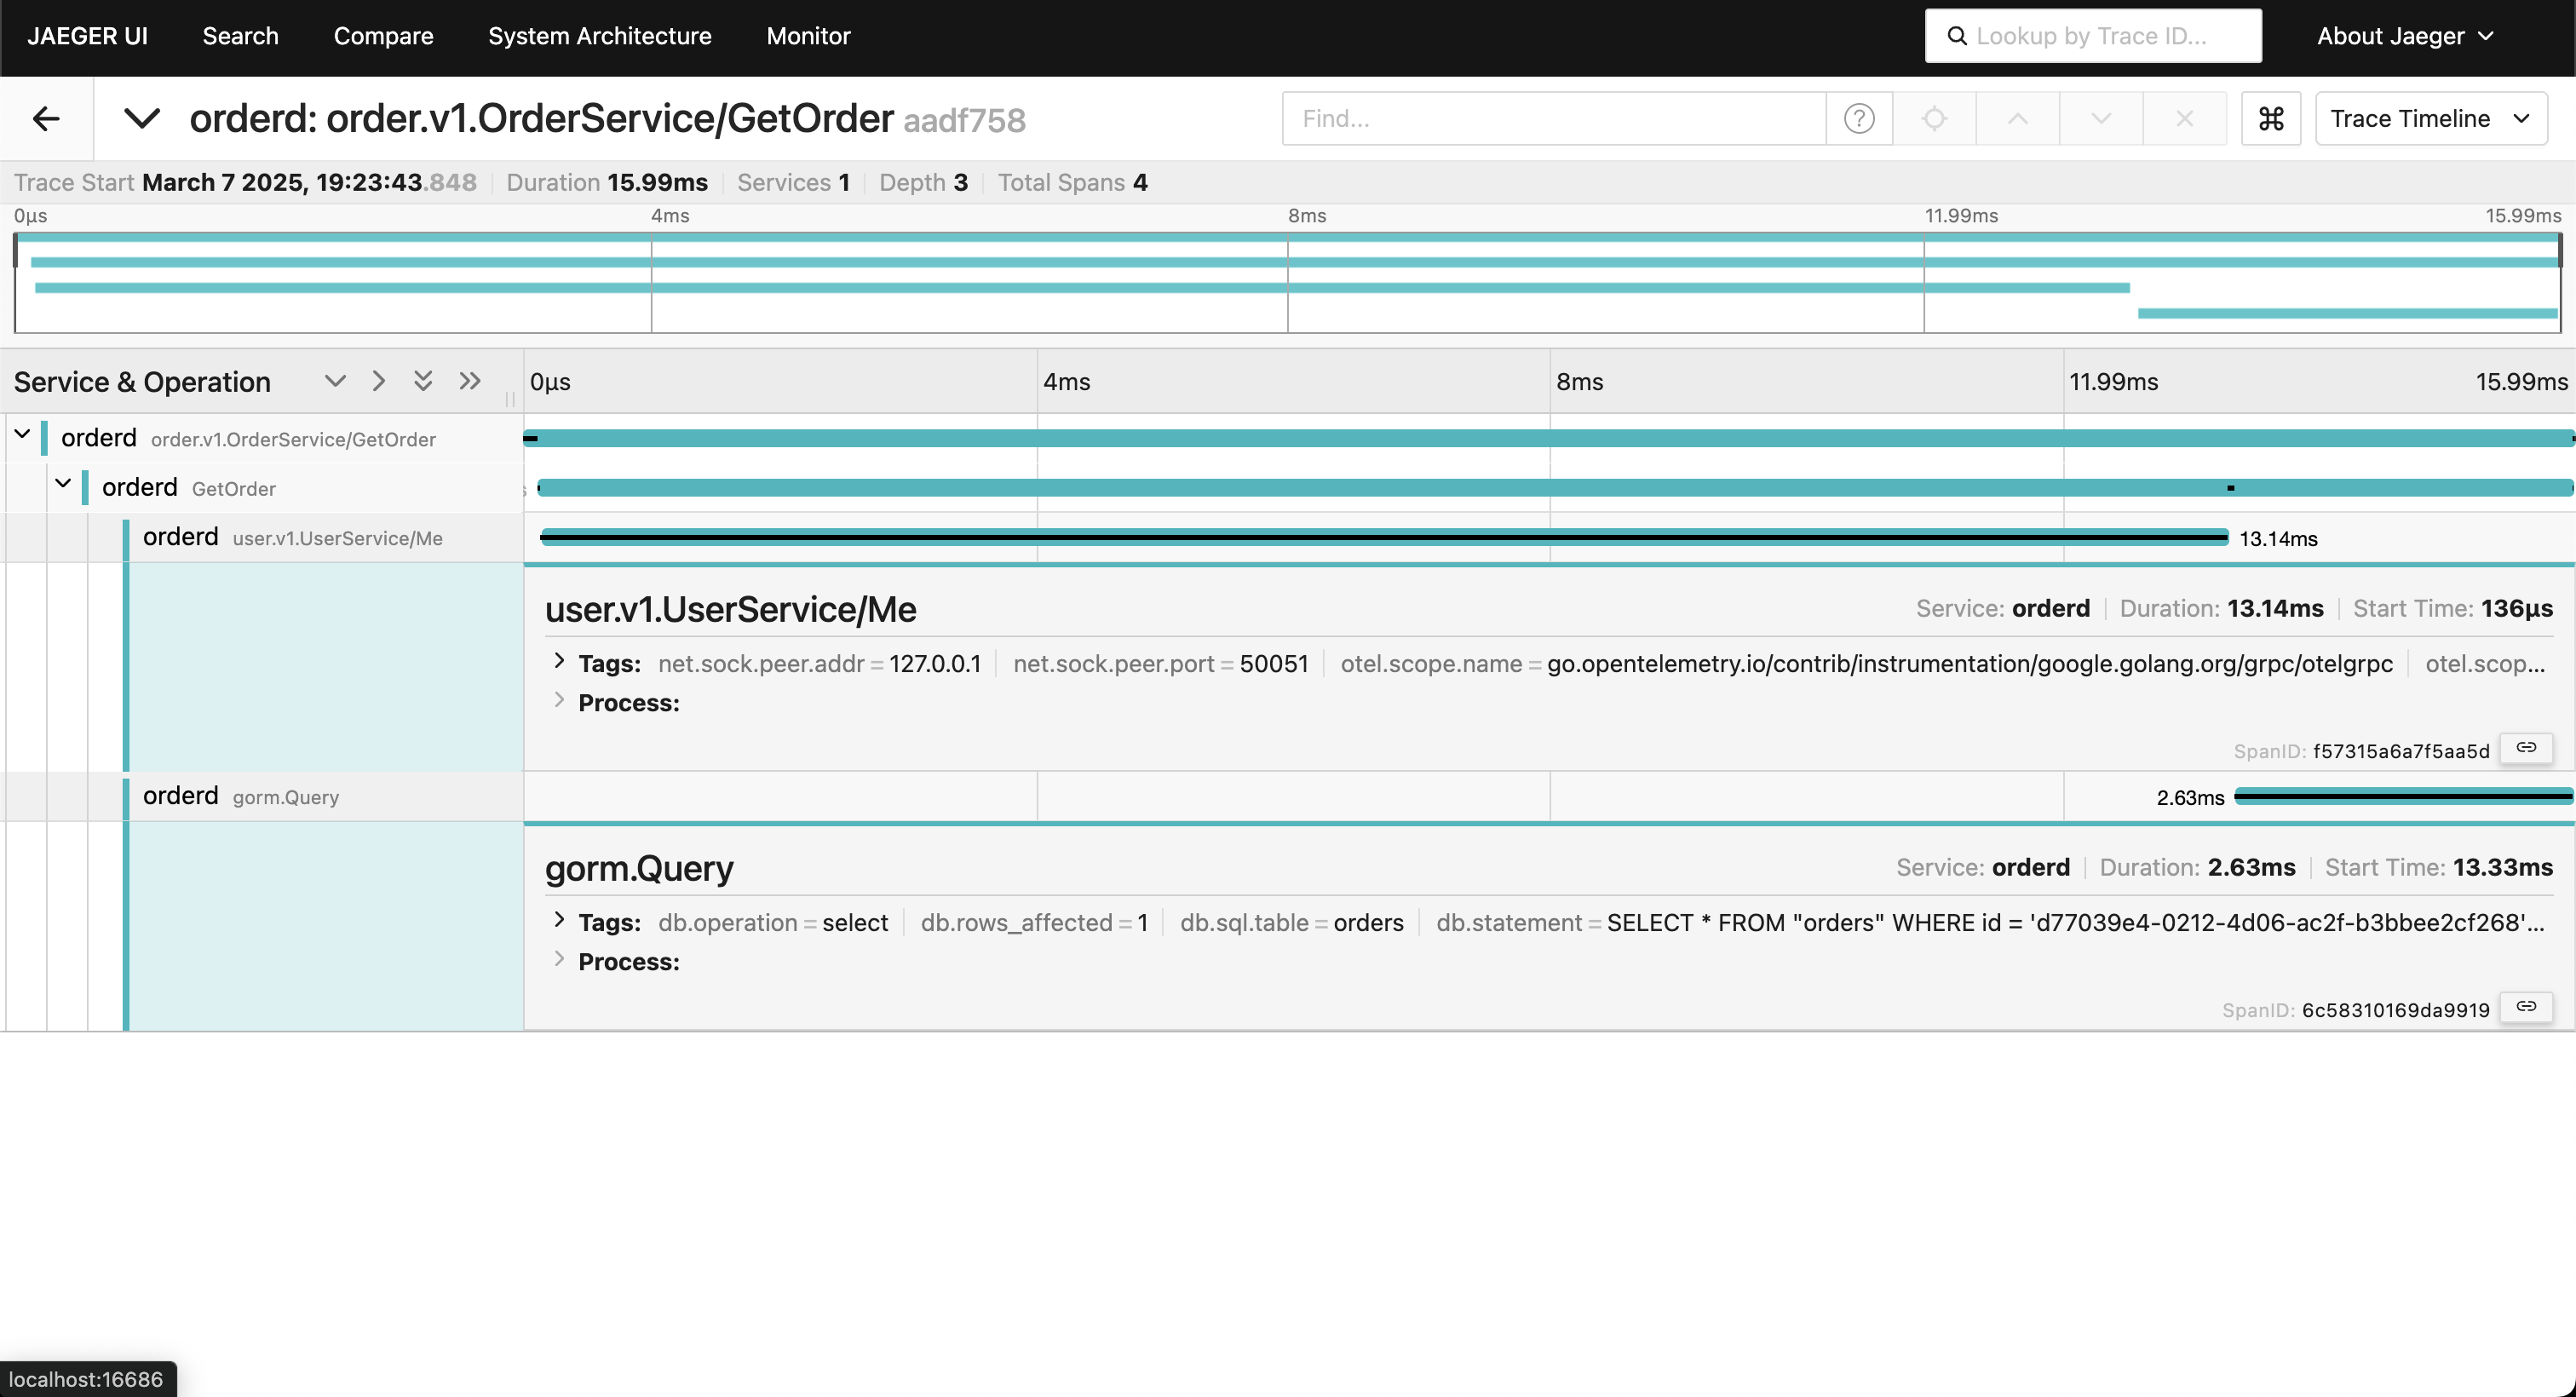 JAEGER UI Search Compare System Architecture Monitor Lookup by Trace ID... About Jaeger
orderd: order.v1.OrderService/GetOrder aadf758 Find... ? ⌘ Trace Timeline
Trace Start March 7 2025, 19:23:43.848 Duration 15.99ms Services 1 Depth 3 Total Spans 4
0μs 4ms 8ms 11.99ms 15.99ms
Service & Operation 0μs 4ms 8ms 11.99ms 15.99ms
orderd order.v1.OrderService/GetOrder
orderd GetOrder
orderd user.v1.UserService/Me 13.14ms
user.v1.UserService/Me Service: orderd Duration: 13.14ms Start Time: 136μs
Tags: net.sock.peer.addr = 127.0.0.1 net.sock.peer.port = 50051 otel.scope.name = go.opentelemetry.io/contrib/instrumentation/google.golang.org/grpc/otelgrpc otel.scop...
Process:
SpanID: f57315a6a7f5aa5d
orderd gorm.Query 2.63ms
gorm.Query Service: orderd Duration: 2.63ms Start Time: 13.33ms
Tags: db.operation = select db.rows_affected = 1 db.sql.table = orders db.statement = SELECT * FROM "orders" WHERE id = 'd77039e4-0212-4d06-ac2f-b3bbee2cf268'...
Process:
SpanID: 6c58310169da9919
localhost:16686